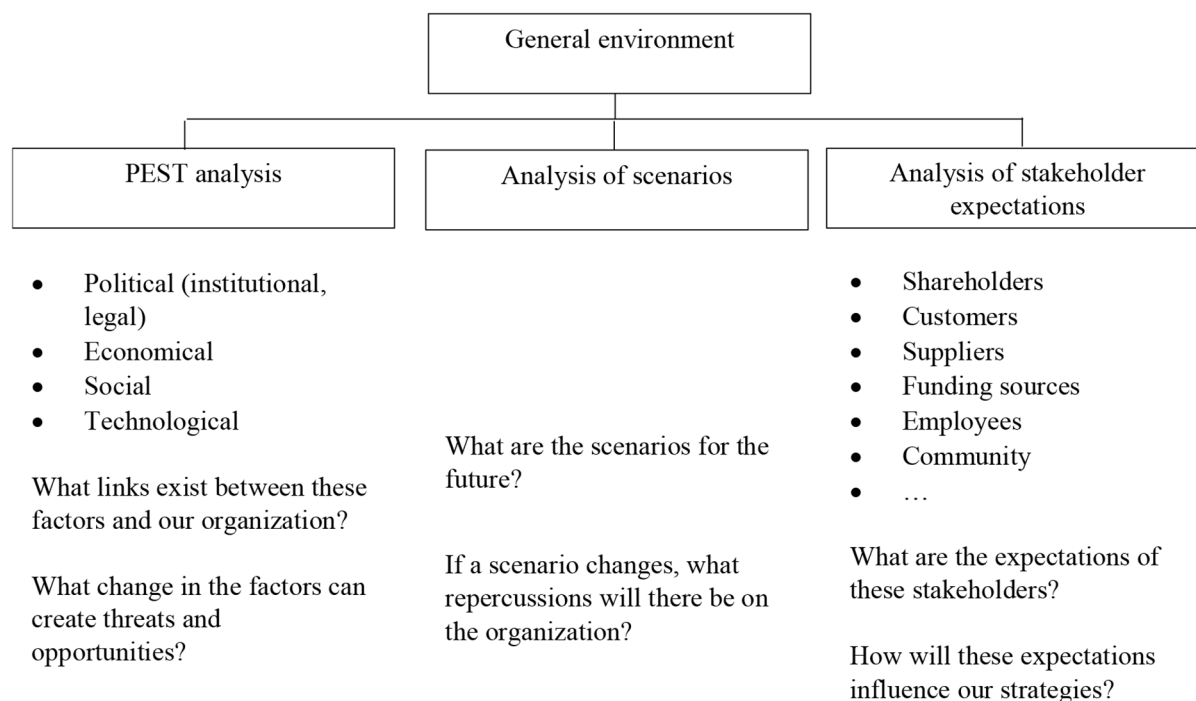 General environment
PEST analysis
• Political (institutional,
legal)
• Economical
• Social
• Technological
What links exist between these
factors and our organization?
What change in the factors can
create threats and
opportunities?
Analysis of scenarios
What are the scenarios for the
future?
If a scenario changes, what
repercussions will there be on
the organization?
Analysis of stakeholder
expectations
• Shareholders
• Customers
• Suppliers
• Funding sources
• Employees
• Community
• …
What are the expectations of
these stakeholders?
How will these expectations
influence our strategies?